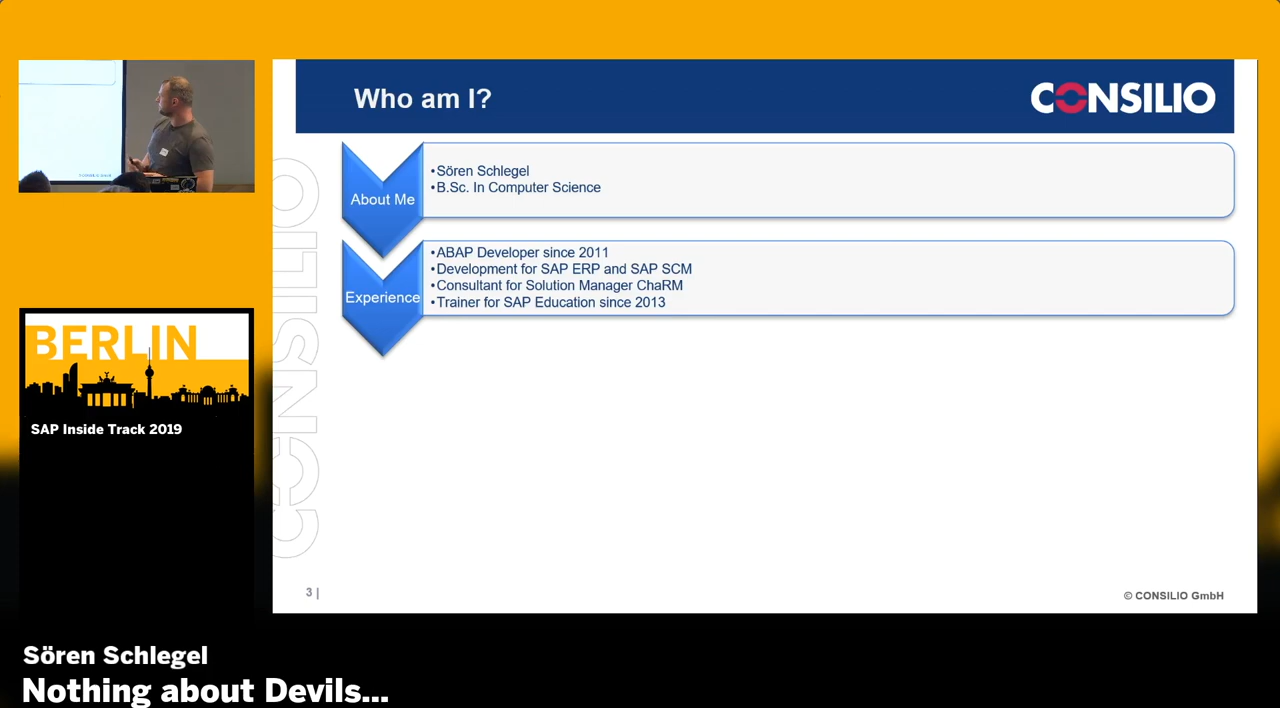 Who am I?
CONSILIO
About Me
•Sören Schlegel
•B.Sc. In Computer Science
Experience
•ABAP Developer since 2011
•Development for SAP ERP and SAP SCM
•Consultant for Solution Manager ChaRM
•Trainer for SAP Education since 2013
CONSILIO
3 |
© CONSILIO GmbH
BERLIN
SAP Inside Track 2019
Sören Schlegel
Nothing about Devils...